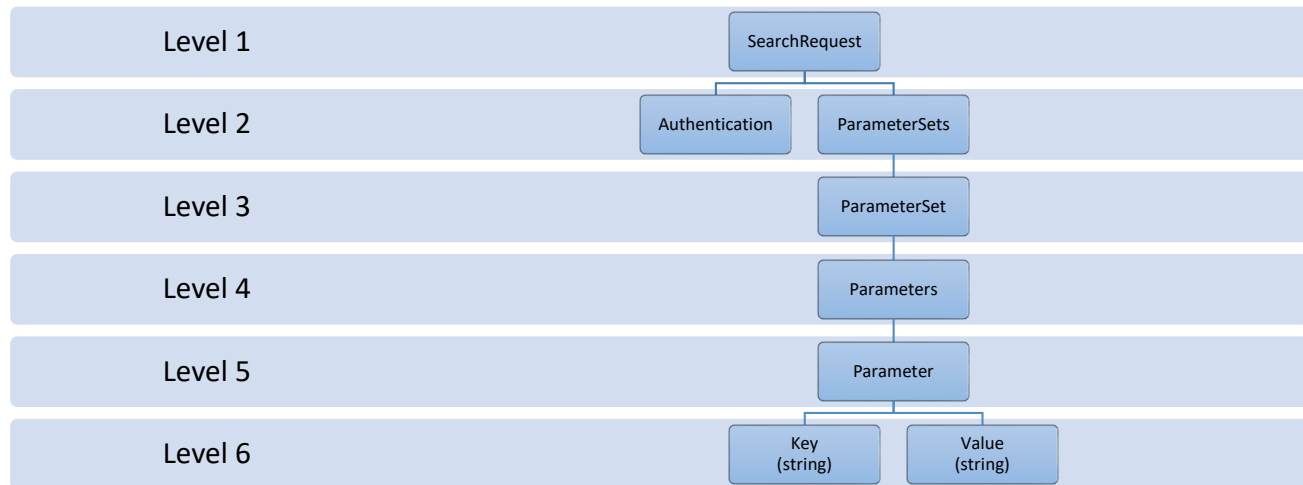 Level 1
SearchRequest
Level 2
Authentication
ParameterSets
Level 3
ParameterSet
Level 4
Parameters
Level 5
Parameter
Level 6
Key
(string)
Value
(string)